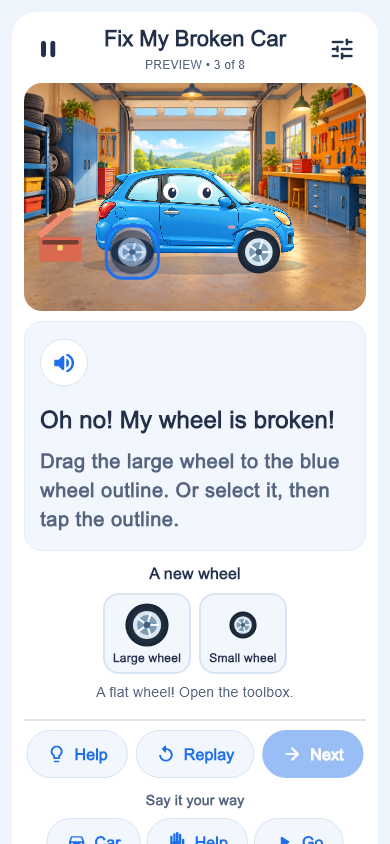 Fix My Broken Car
PREVIEW • 3 of 8
Oh no! My wheel is broken!
Drag the large wheel to the blue
wheel outline. Or select it, then
tap the outline.
A new wheel
Large wheel
Small wheel
A flat wheel! Open the toolbox.
Help
Replay
Next
Say it your way
Car
Help
Go